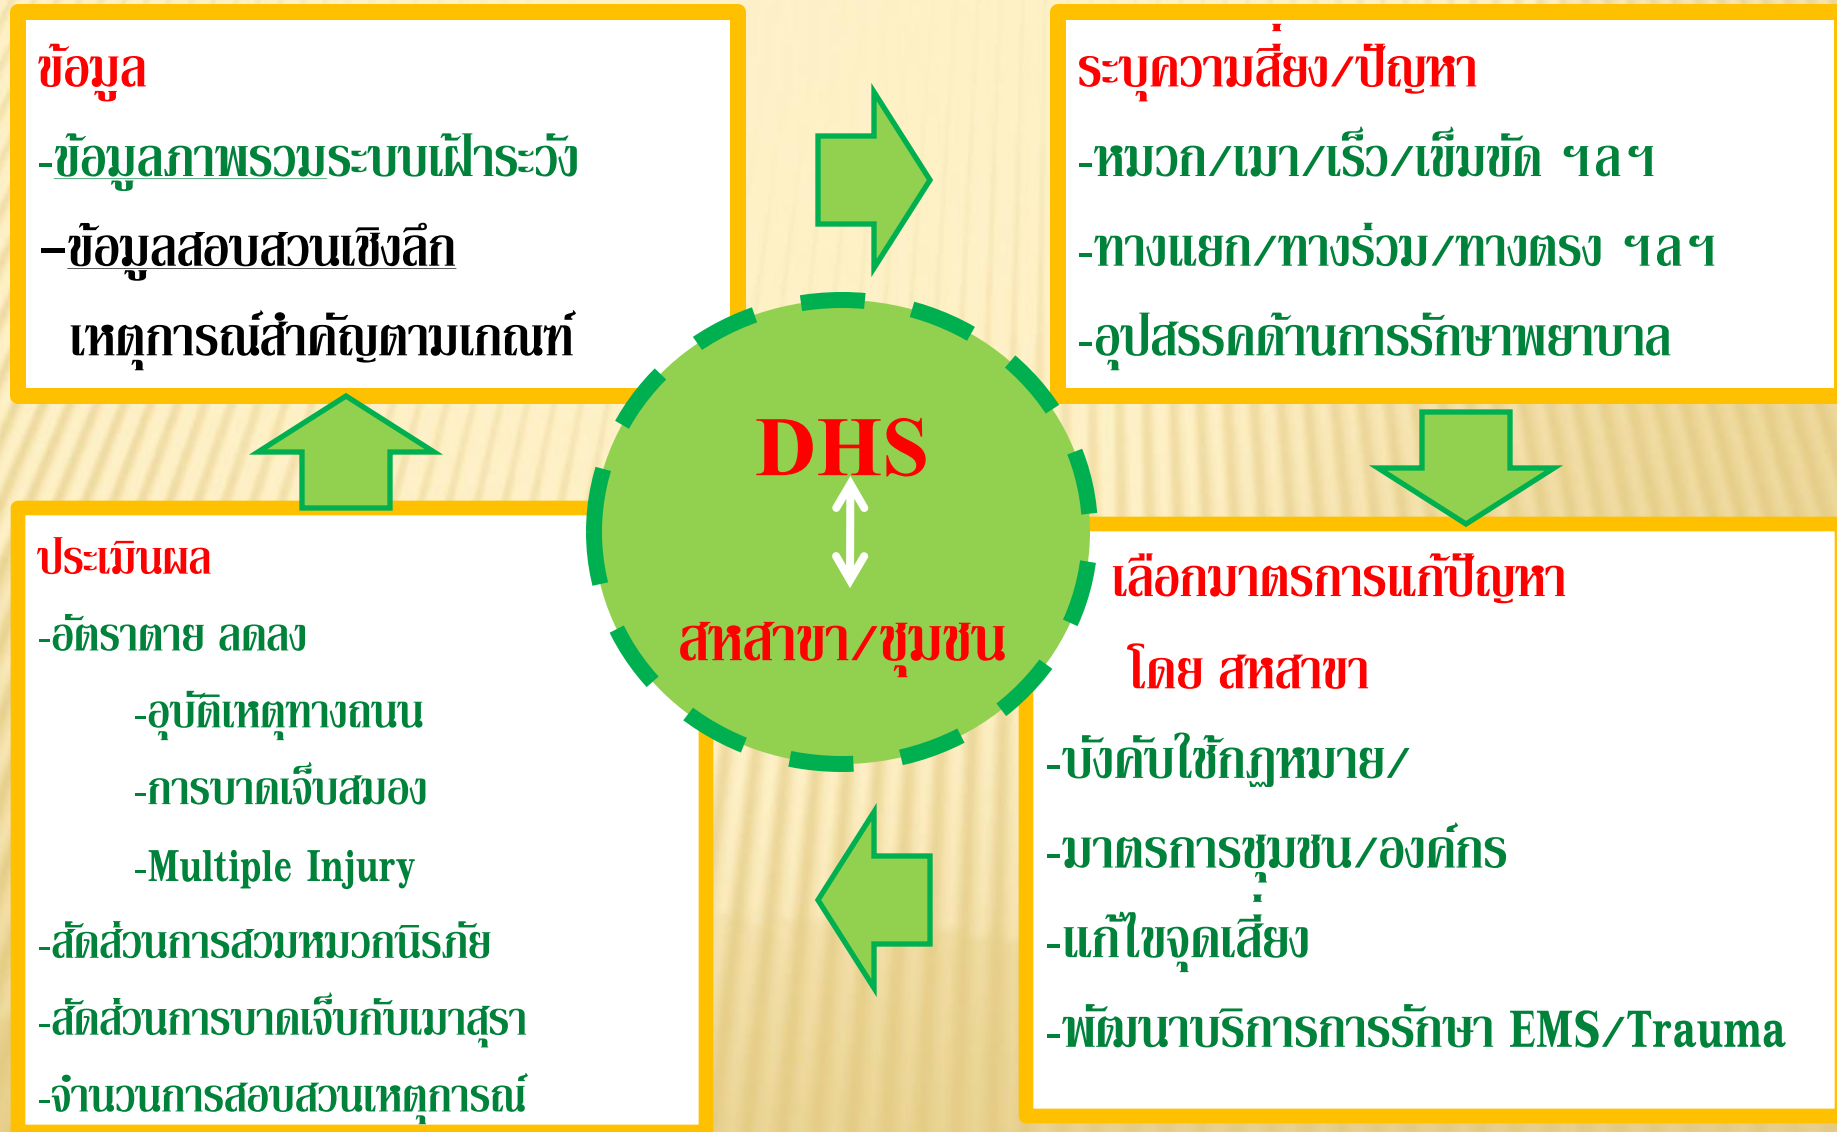 ข้อมูล
-ข้อมูลภาพรวมระบบเฝ้าระวัง
–ข้อมูลสอบสวนเชิงลึก
เหตุการณ์สำคัญตามเกณฑ์
ระบุความสี่ยง/ปัญหา
-หมวก/เมา/เร็ว/เข็มขัด ฯลฯ
-ทางแยก/ทางร่วม/ทางตรง ฯลฯ
-อุปสรรคด้านการรักษาพยาบาล
DHS
สหสาขา/ชุมชน
ประเมินผล
-อัตราตาย ลดลง
-อุบัติเหตุทางถนน
-การบาดเจ็บสมอง
-Multiple Injury
-สัดส่วนการสวมหมวกนิรภัย
-สัดส่วนการบาดเจ็บกับเมาสุรา
-จำนวนการสอบสวนเหตุการณ์
เลือกมาตรการแก้ปัญหา
โดย สหสาขา
-บังคับใช้กฎหมาย/
-มาตรการชุมชน/องค์กร
-แก้ไขจุดเสี่ยง
-พัฒนาบริการการรักษา EMS/Trauma